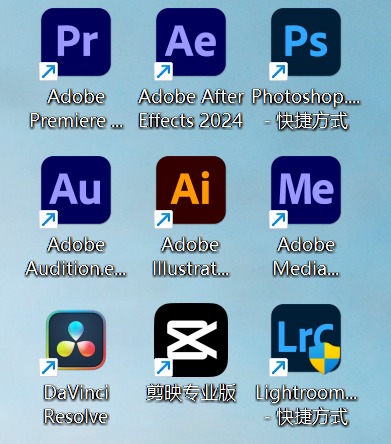 Pr
Ae
Ps
Adobe
Premiere ...
Adobe After
Effects 2024
Photoshop....
- 快捷方式
Au
Ai
Me
Adobe
Audition.e...
Adobe
Illustrat...
Adobe
Media...
LrC
DaVinci
Resolve
剪映专业版
Lightroom...
- 快捷方式